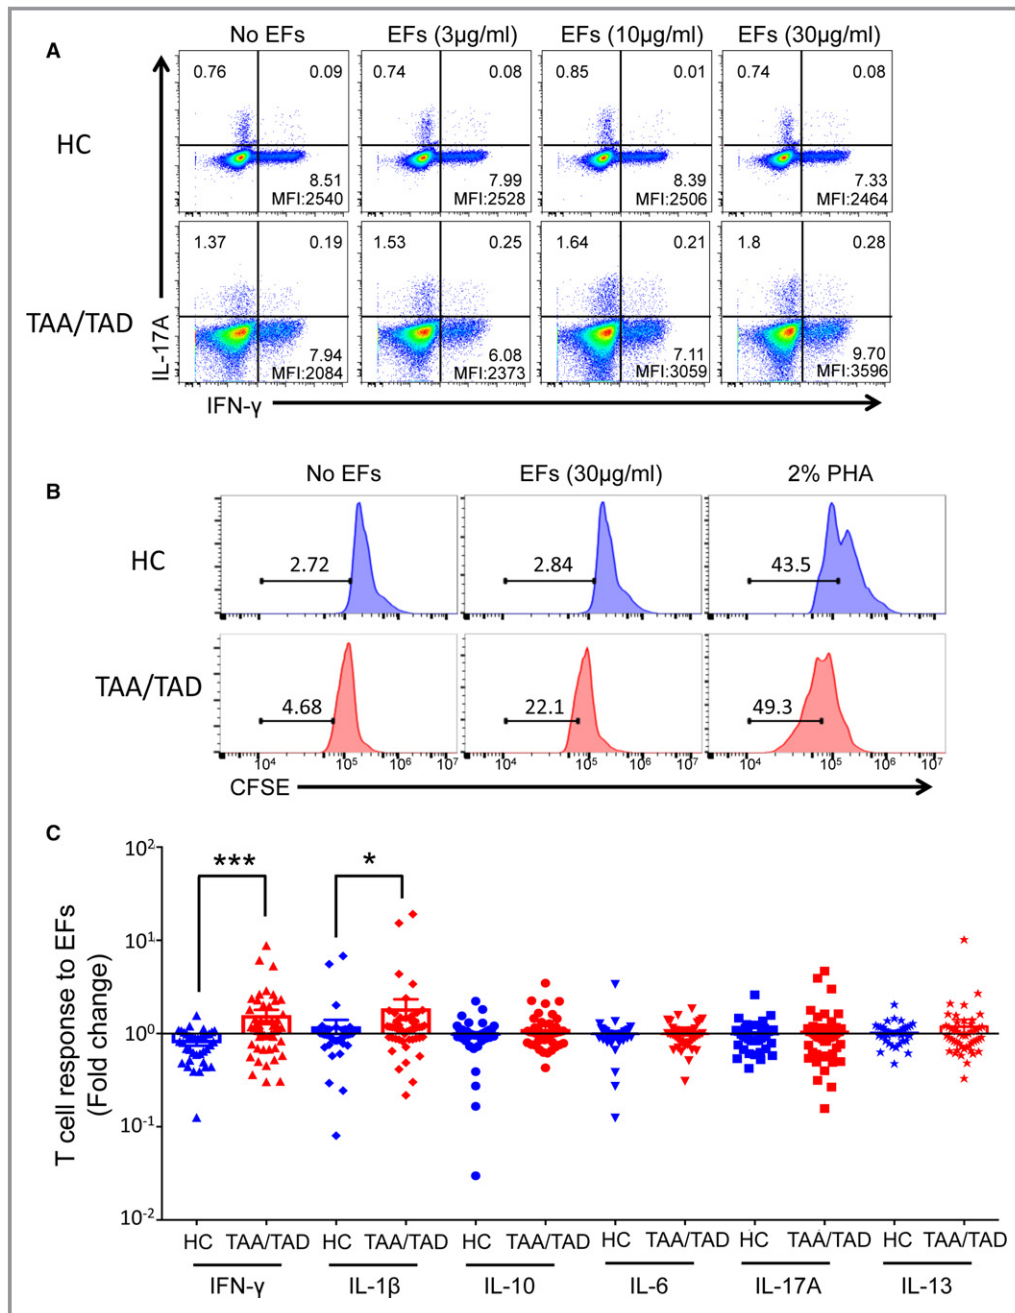 A
No EFs EFs (3µg/ml) EFs (10µg/ml) EFs (30µg/ml)
HC
0.76 0.09 0.74 0.08 0.85 0.01 0.74 0.08
8.51 7.99 8.39 7.33
MFI:2540 MFI:2528 MFI:2506 MFI:2464
TAA/TAD
1.37 0.19 1.53 0.25 1.64 0.21 1.8 0.28
7.94 6.08 7.11 9.70
MFI:2084 MFI:2373 MFI:3059 MFI:3596
IL-17A
IFN-γ
B
No EFs EFs (30µg/ml) 2% PHA
HC
2.72 2.84 43.5
TAA/TAD
4.68 22.1 49.3
10⁴ 10⁵ 10⁶ 10⁷ 10⁴ 10⁵ 10⁶ 10⁷ 10⁴ 10⁵ 10⁶ 10⁷
CFSE
C
T cell response to EFs
(Fold change)
10²
10¹
10⁰
10⁻¹
10⁻²
*** *
HC TAA/TAD HC TAA/TAD HC TAA/TAD HC TAA/TAD HC TAA/TAD HC TAA/TAD
IFN-γ IL-1β IL-10 IL-6 IL-17A IL-13